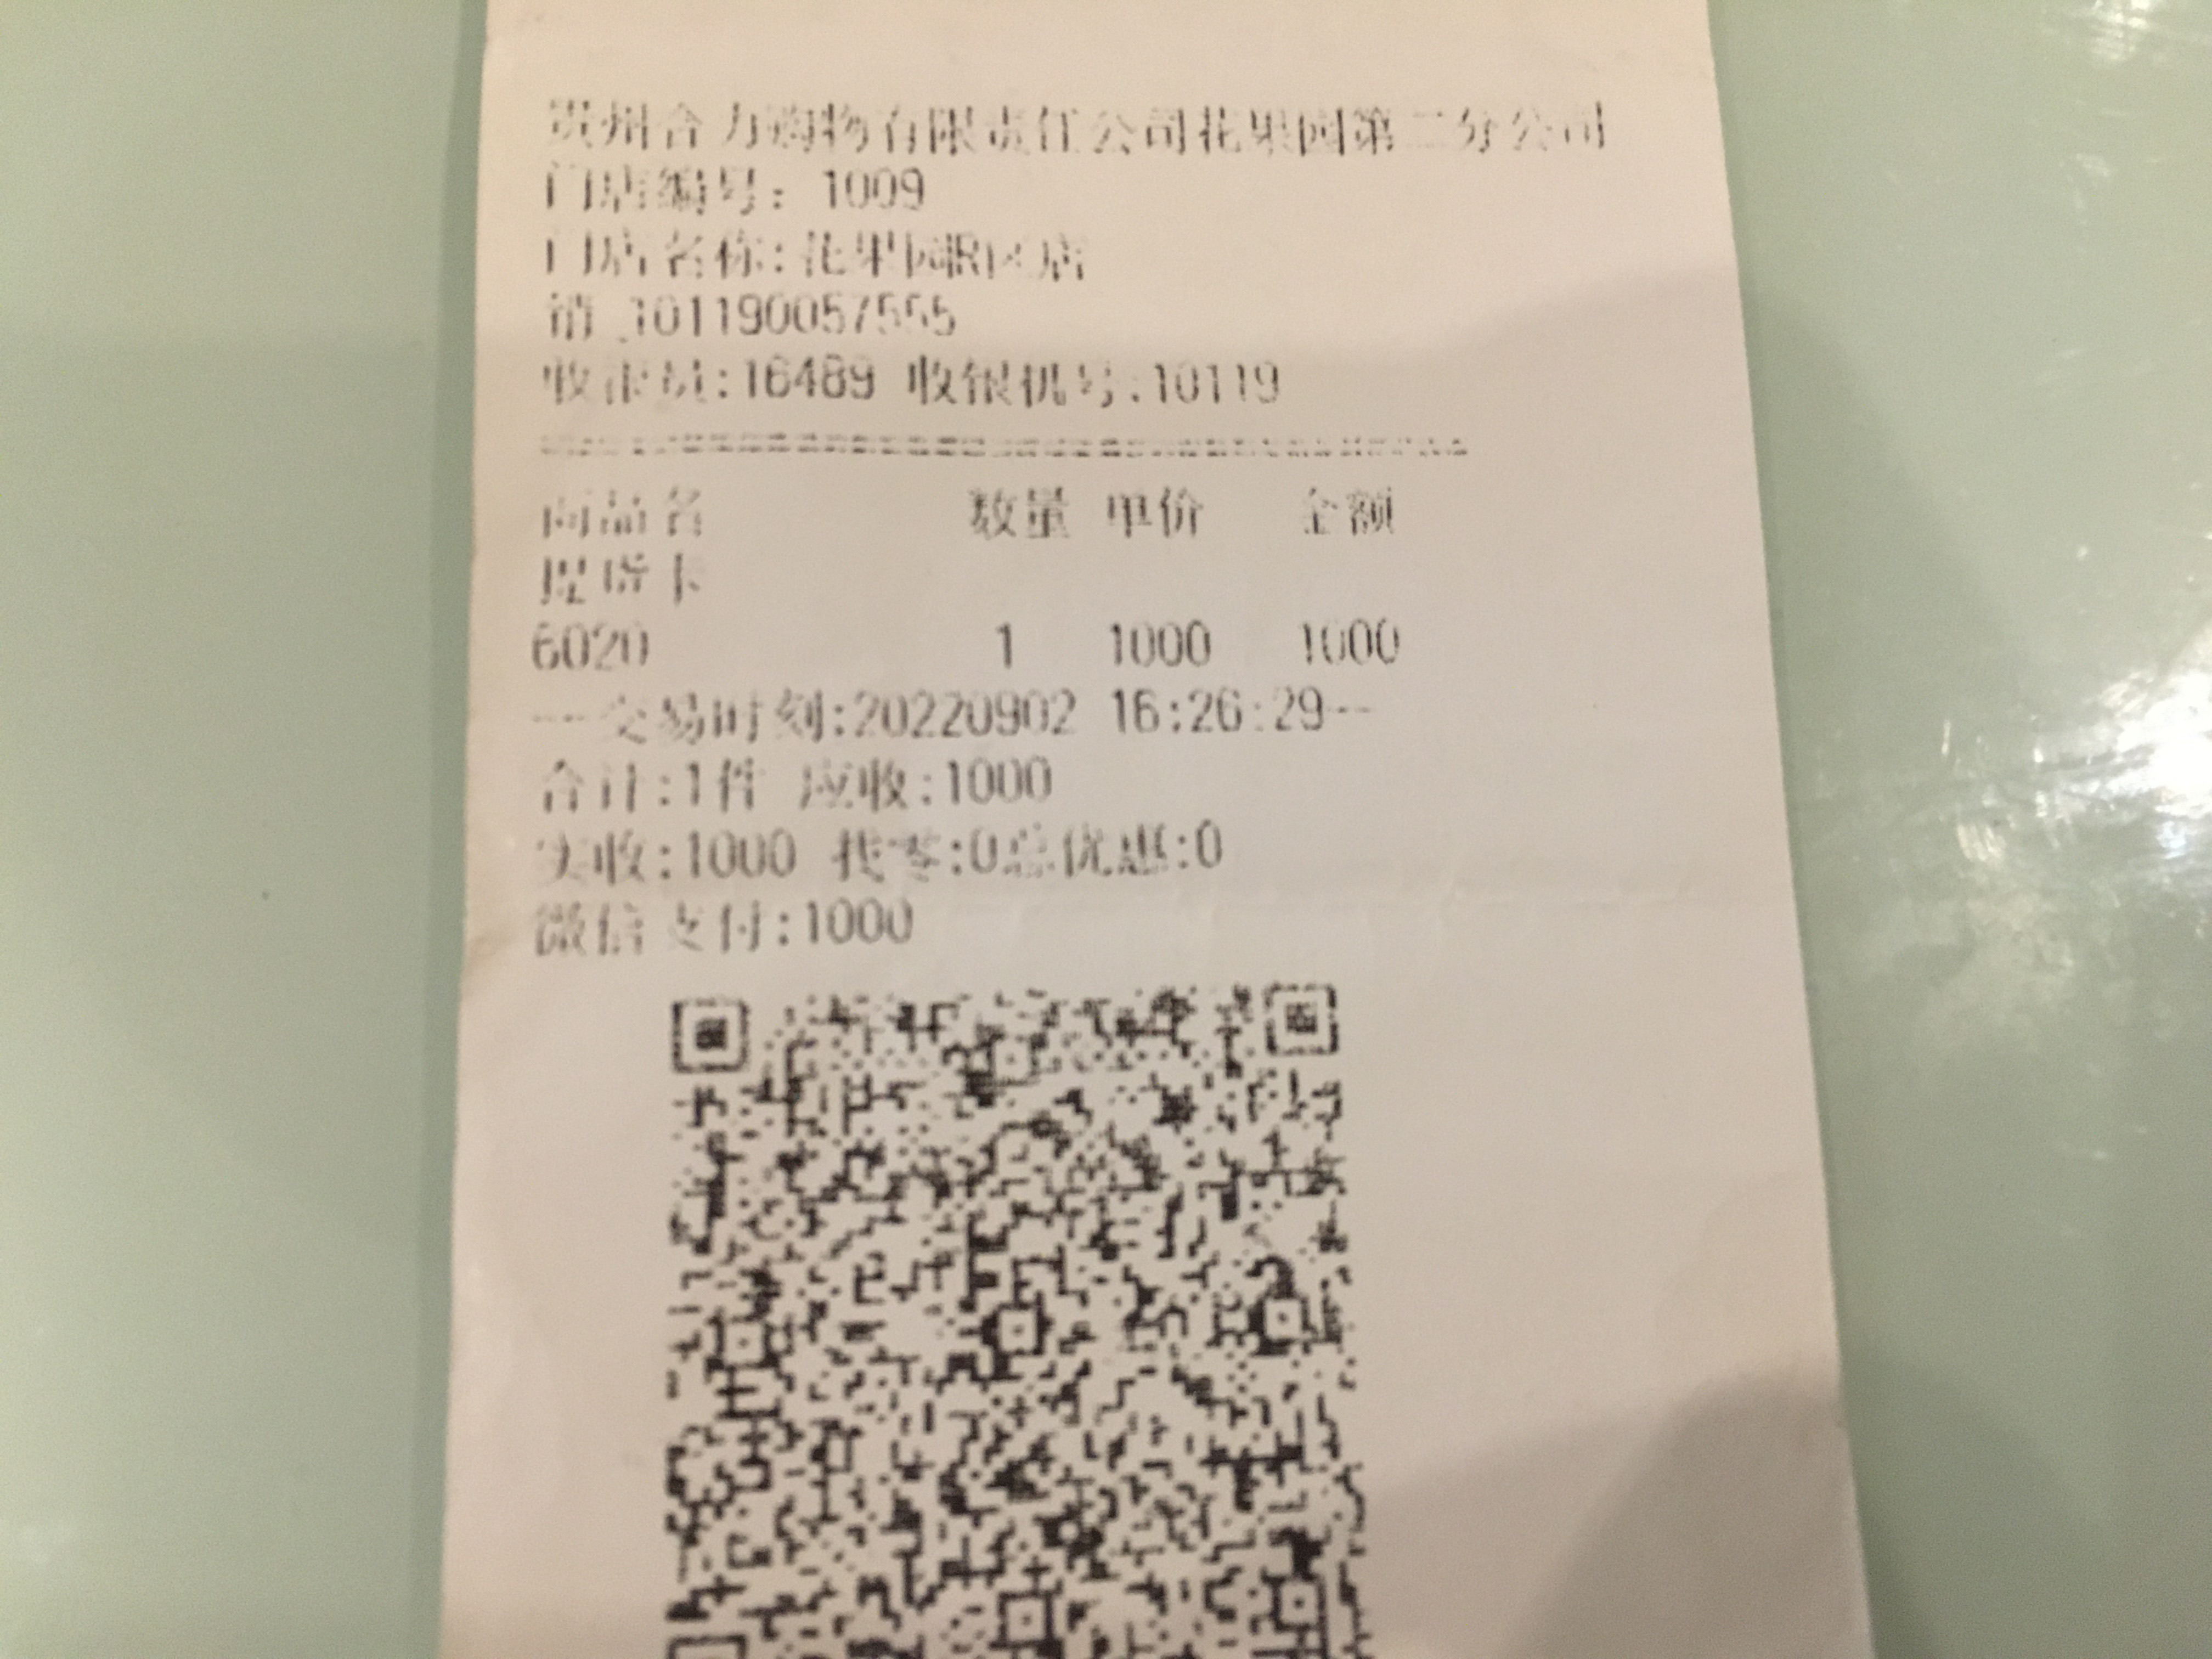 贵州合力购物有限责任公司花果园第二分公司
门店编号: 1009
门店名称:花果园R区店
销 101190057555
收银员:16489 收银机号:10119
商品名 数量 单价 金额
提货卡
6020 1 1000 1000
--交易时刻:20220902 16:26:29--
合计:1件 应收:1000
实收:1000 找零:0总优惠:0
微信支付:1000